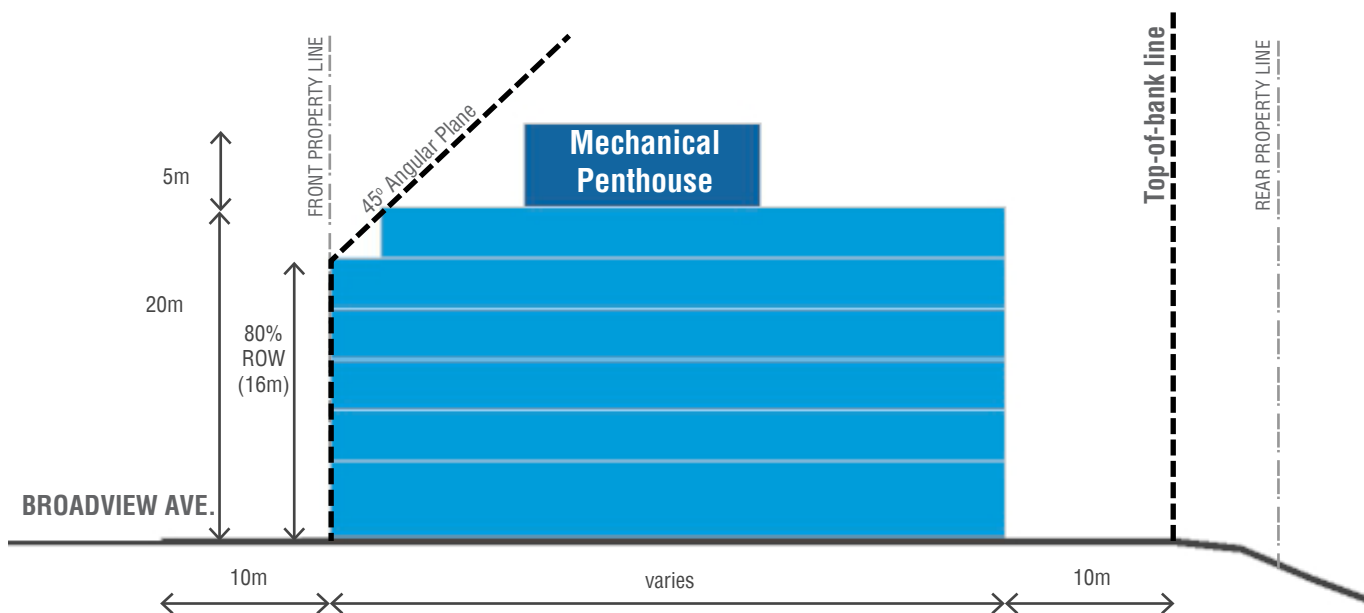 FRONT PROPERTY LINE
45º Angular Plane
Top-of-bank line
REAR PROPERTY LINE
Mechanical
Penthouse
5m
20m
80%
ROW
(16m)
BROADVIEW AVE.
10m
varies
10m